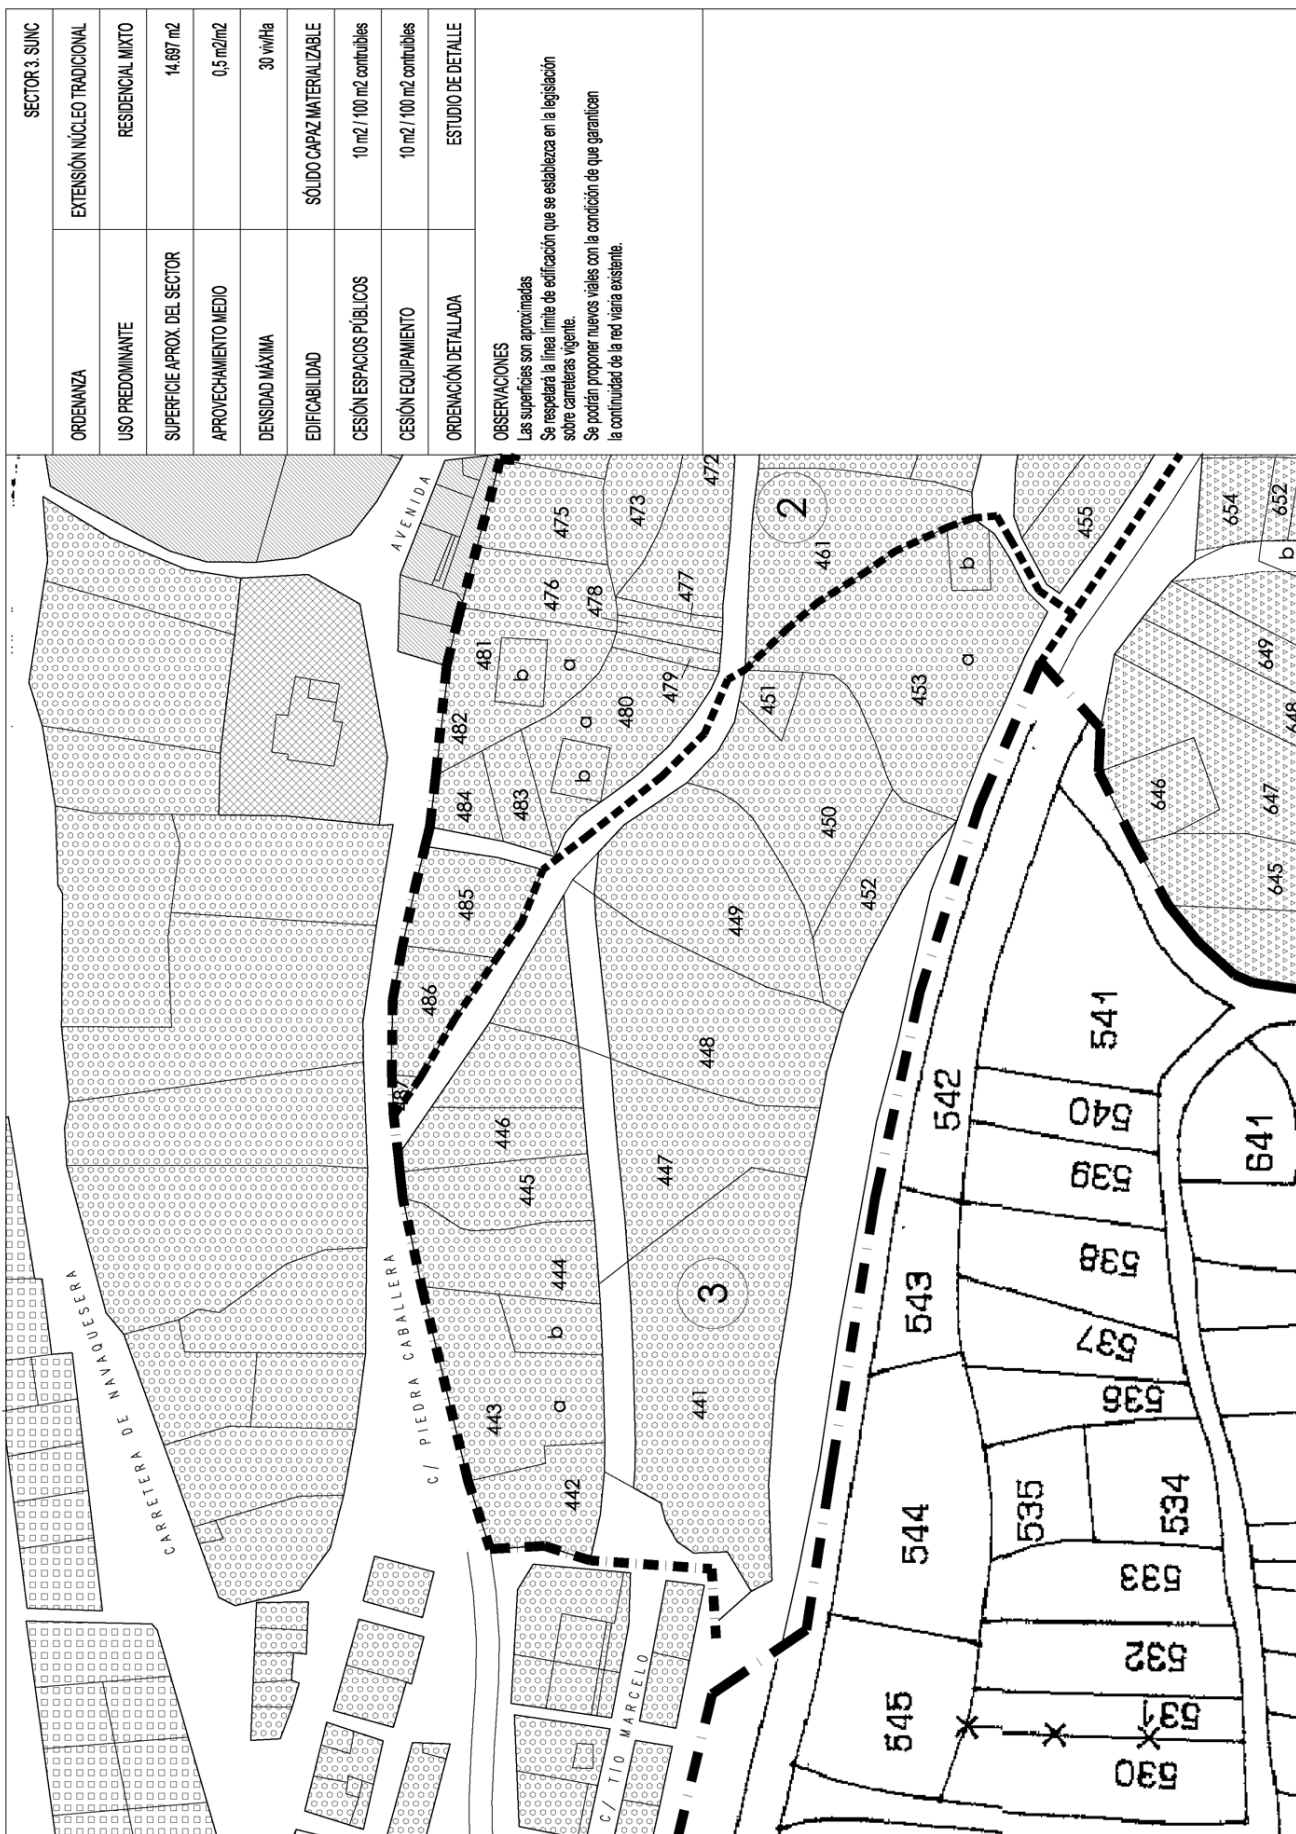 SECTOR 3. SUNC
ORDENANZA EXTENSIÓN NÚCLEO TRADICIONAL
USO PREDOMINANTE RESIDENCIAL MIXTO
SUPERFICIE APROX. DEL SECTOR 14.697 m2
APROVECHAMIENTO MEDIO 0,5 m2/m2
DENSIDAD MÁXIMA 30 viv/Ha
EDIFICABILIDAD SÓLIDO CAPAZ MATERIALIZABLE
CESIÓN ESPACIOS PÚBLICOS 10 m2 / 100 m2 contruibles
CESIÓN EQUIPAMIENTO 10 m2 / 100 m2 contruibles
ORDENACIÓN DETALLADA ESTUDIO DE DETALLE
OBSERVACIONES
Las superficies son aproximadas
Se respetará la línea límite de edificación que se establezca en la legislación
sobre carreteras vigente.
Se podrán proponer nuevos viales con la condición de que garanticen
la continuidad de la red viaria existente.
CARRETERA DE NAVAQUESERA
C/ PIEDRA CABALLERA
AVENIDA
C/ TIO MARCELO
475
473
472
476
478
477
481
b
a
482
480
479
a
b
484
483
485
486
487
446
445
444
b
443
a
442
2
461
b
455
451
453
a
450
452
449
448
447
3
441
654
652
b
649
648
646
647
645
541
542
540
539
641
538
543
537
536
535
534
544
533
532
531
545
530